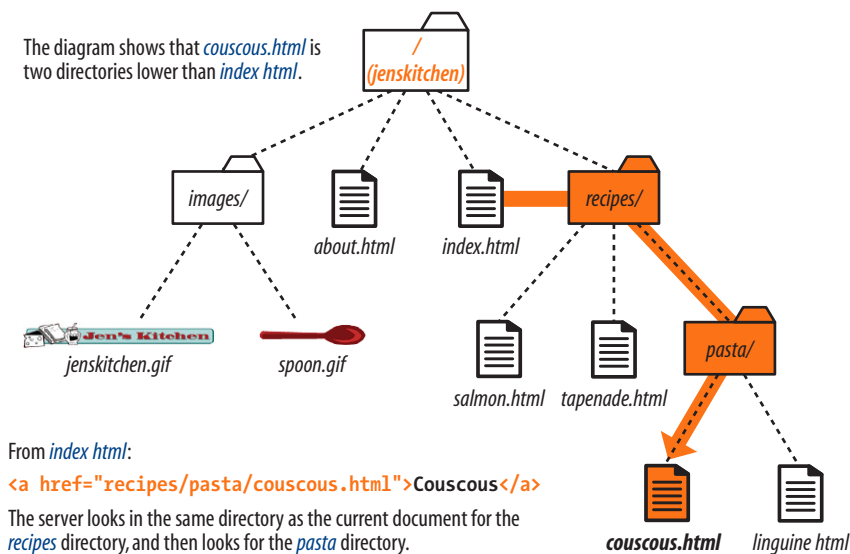 The diagram shows that couscous.html is
two directories lower than index html.
/
(jenskitchen)
images/
about.html
index.html
recipes/
Jen's Kitchen
jenskitchen.gif
spoon.gif
salmon.html
tapenade.html
pasta/
From index html:
<a href="recipes/pasta/couscous.html">Couscous</a>
The server looks in the same directory as the current document for the
recipes directory, and then looks for the pasta directory.
couscous.html
linguine html